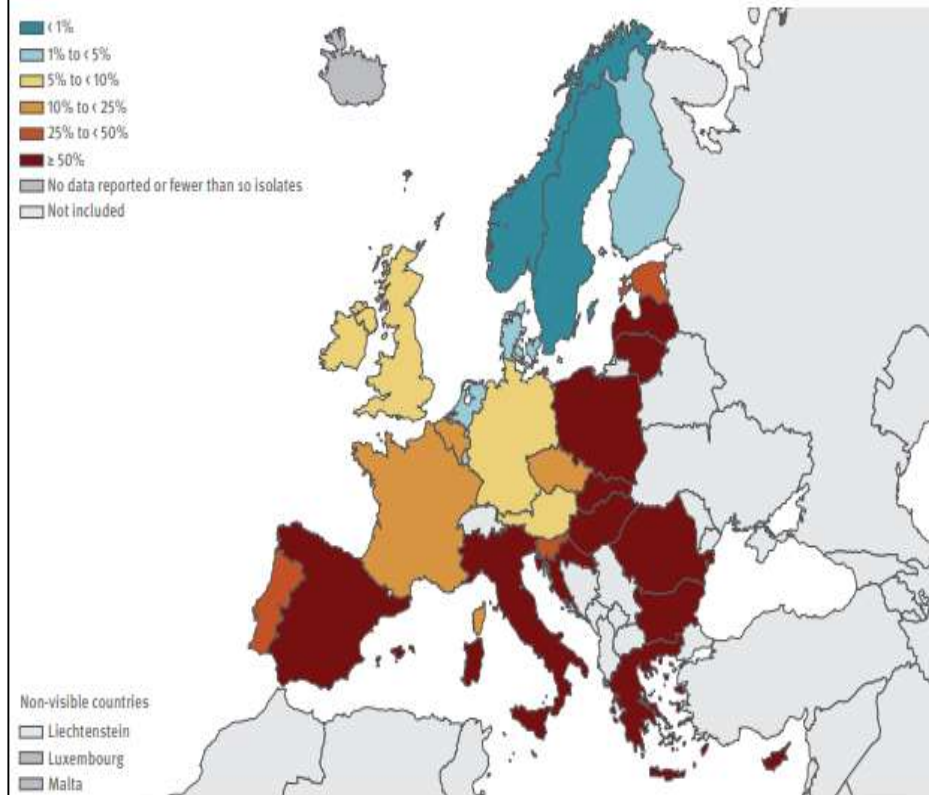 < 1%
1% to < 5%
5% to < 10%
10% to < 25%
25% to < 50%
≥ 50%
No data reported or fewer than 10 isolates
Not included
Non-visible countries
Liechtenstein
Luxembourg
Malta